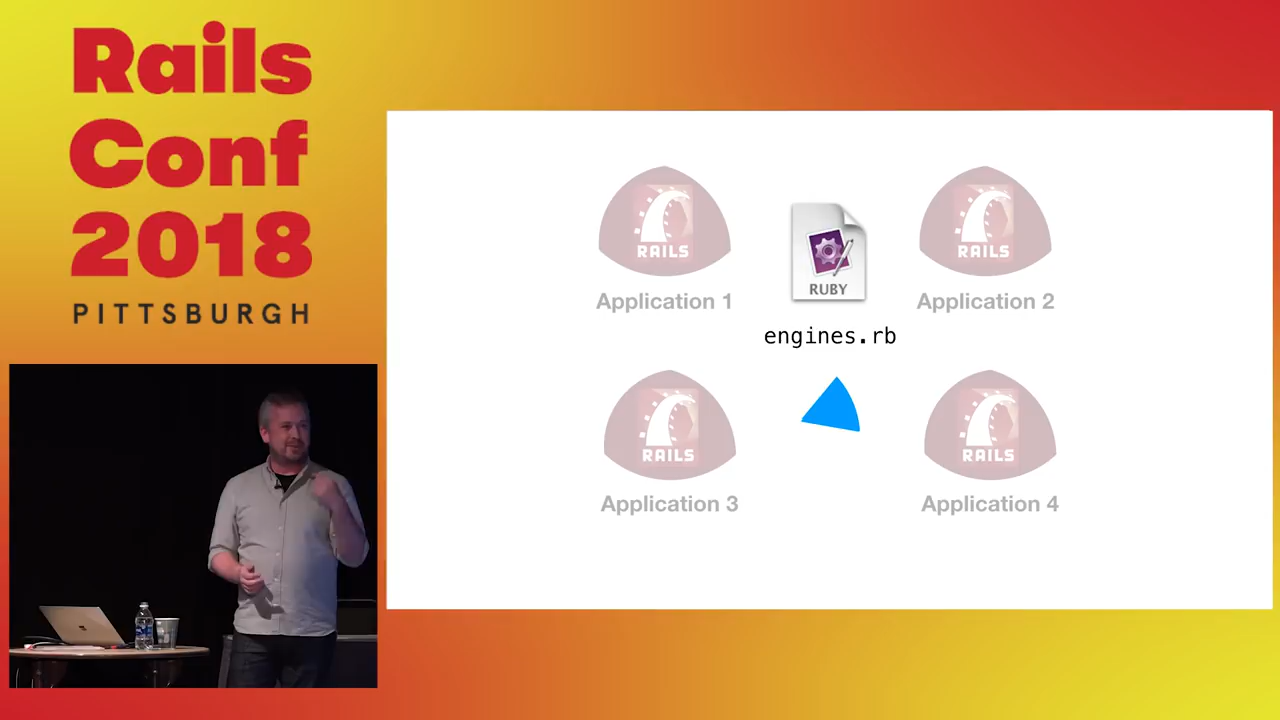 Rails
Conf
2018
PITTSBURGH
RAILS
Application 1
RUBY
engines.rb
RAILS
Application 2
RAILS
Application 3
RAILS
Application 4